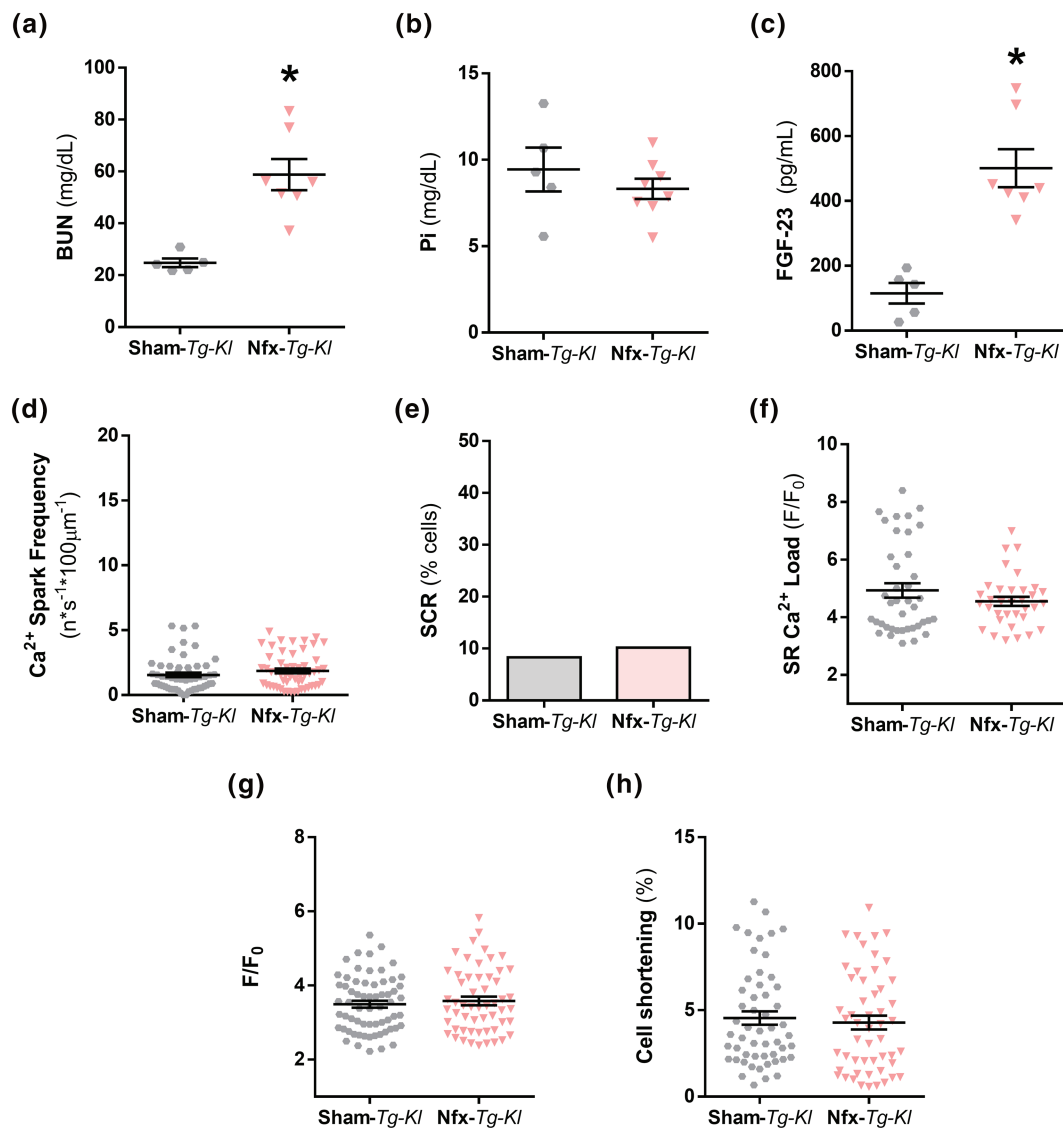 (a)
BUN (mg/dL)
100
80
60
40
20
0
*
Sham-Tg-Kl
Nfx-Tg-Kl
(b)
Pi (mg/dL)
15
10
5
0
Sham-Tg-Kl
Nfx-Tg-Kl
(c)
FGF-23 (pg/mL)
800
600
400
200
0
*
Sham-Tg-Kl
Nfx-Tg-Kl
(d)
Ca²⁺ Spark Frequency
(n*s⁻¹*100µm⁻¹)
20
15
10
5
0
Sham-Tg-Kl
Nfx-Tg-Kl
(e)
SCR (% cells)
50
40
30
20
10
0
Sham-Tg-Kl
Nfx-Tg-Kl
(f)
SR Ca²⁺ Load (F/F₀)
10
8
6
4
2
Sham-Tg-Kl
Nfx-Tg-Kl
(g)
F/F₀
8
6
4
2
Sham-Tg-Kl
Nfx-Tg-Kl
(h)
Cell shortening (%)
15
10
5
0
Sham-Tg-Kl
Nfx-Tg-Kl